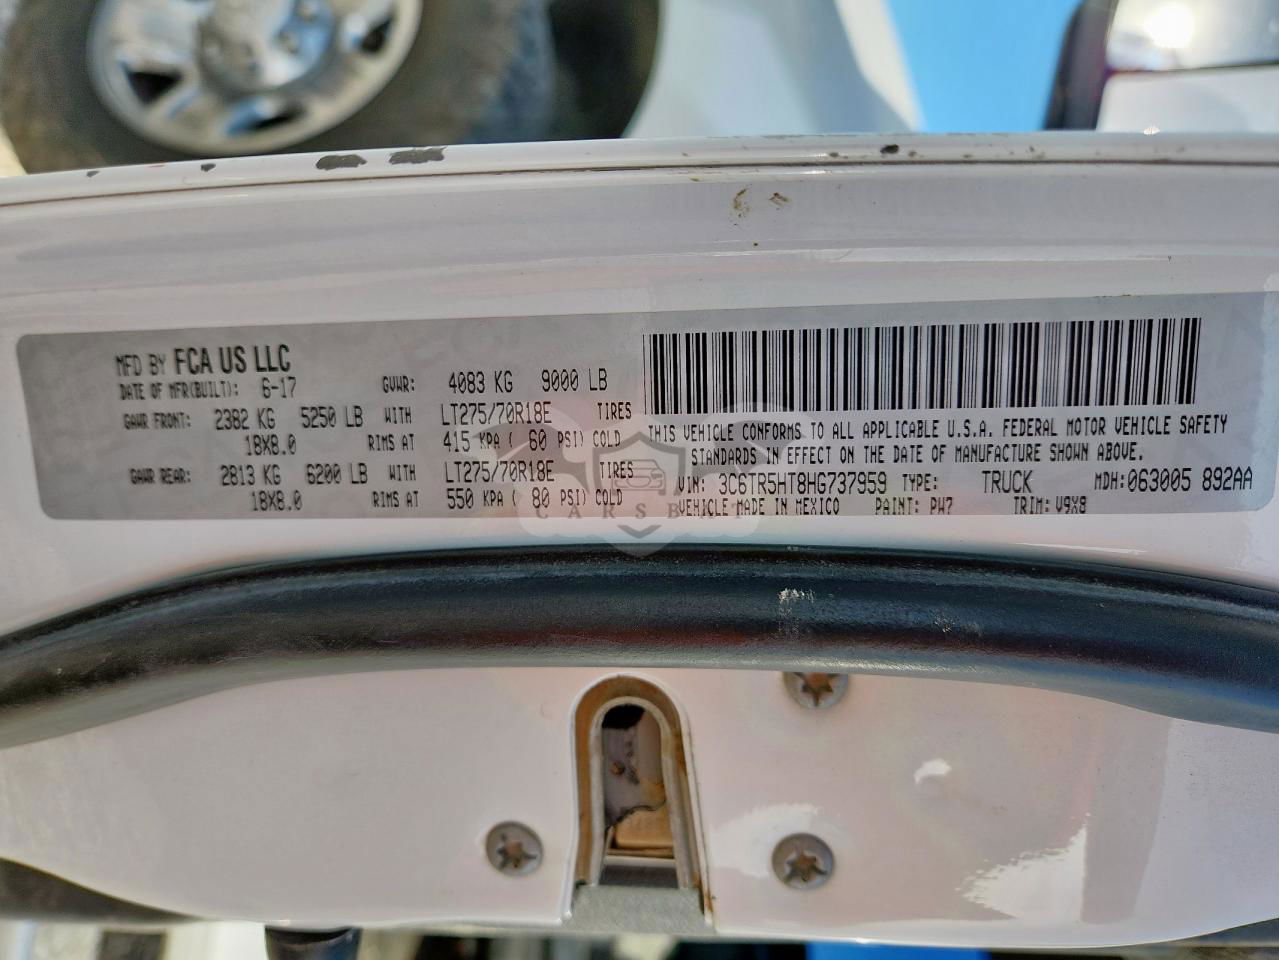 MFD BY FCA US LLC
DATE OF MFR(BUILT): 6-17 GVWR: 4083 KG 9000 LB
GAWR FRONT: 2382 KG 5250 LB WITH LT275/70R18E TIRES
18X8.0 RIMS AT 415 KPA ( 60 PSI) COLD
GAWR REAR: 2813 KG 6200 LB WITH LT275/70R18E TIRES
18X8.0 RIMS AT 550 KPA ( 80 PSI) COLD
THIS VEHICLE CONFORMS TO ALL APPLICABLE U.S.A. FEDERAL MOTOR VEHICLE SAFETY
STANDARDS IN EFFECT ON THE DATE OF MANUFACTURE SHOWN ABOVE.
VIN: 3C6TR5HT8HG737959 TYPE: TRUCK MDH: 063005 892AA
VEHICLE MADE IN MEXICO PAINT: PW7 TRIM: V9X8
CARSBAT